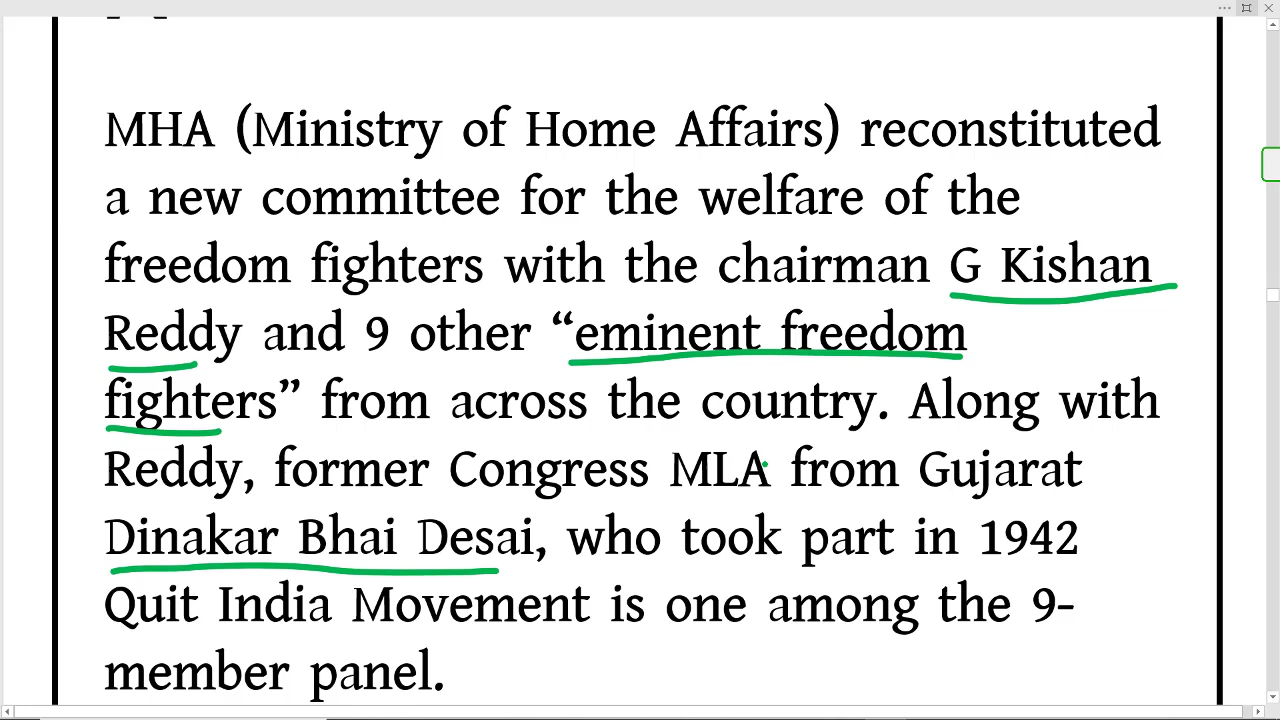 MHA (Ministry of Home Affairs) reconstituted
a new committee for the welfare of the
freedom fighters with the chairman G Kishan
Reddy and 9 other “eminent freedom
fighters” from across the country. Along with
Reddy, former Congress MLA from Gujarat
Dinakar Bhai Desai, who took part in 1942
Quit India Movement is one among the 9-
member panel.